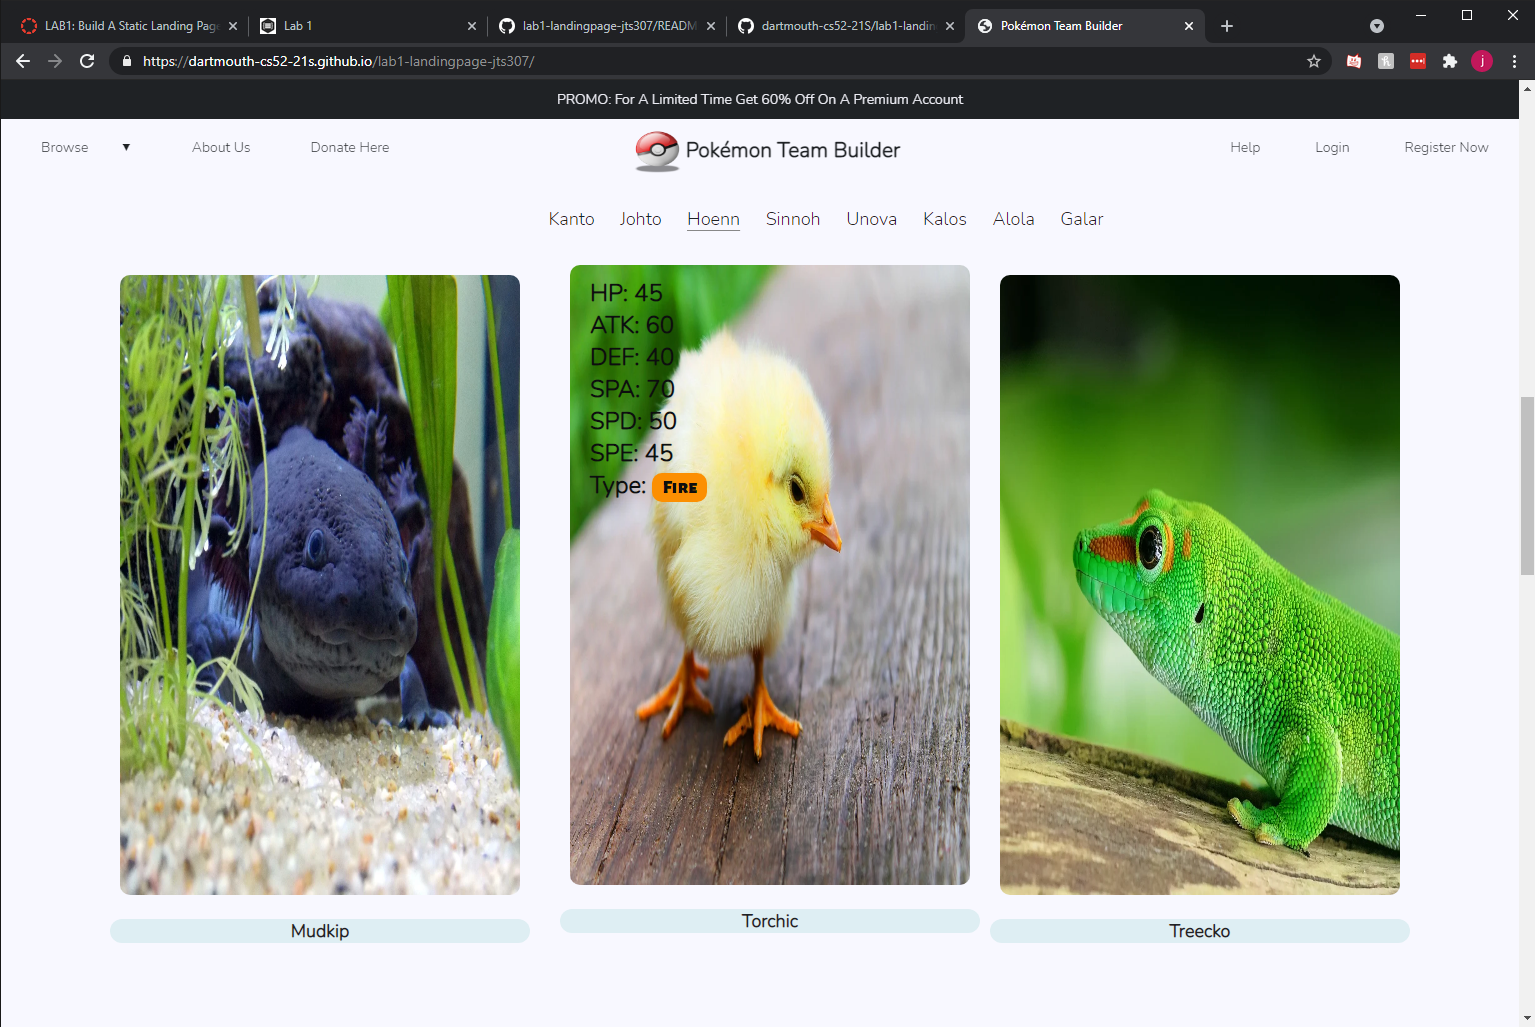 LAB1: Build A Static Landing Page
Lab 1
lab1-landingpage-jts307/READM
dartmouth-cs52-21S/lab1-landin
Pokémon Team Builder
https://dartmouth-cs52-21s.github.io/lab1-landingpage-jts307/
j
PROMO: For A Limited Time Get 60% Off On A Premium Account
Browse ▼ About Us Donate Here
Pokémon Team Builder
Help Login Register Now
Kanto Johto Hoenn Sinnoh Unova Kalos Alola Galar
HP: 45
ATK: 60
DEF: 40
SPA: 70
SPD: 50
SPE: 45
Type: Fire
Mudkip
Torchic
Treecko